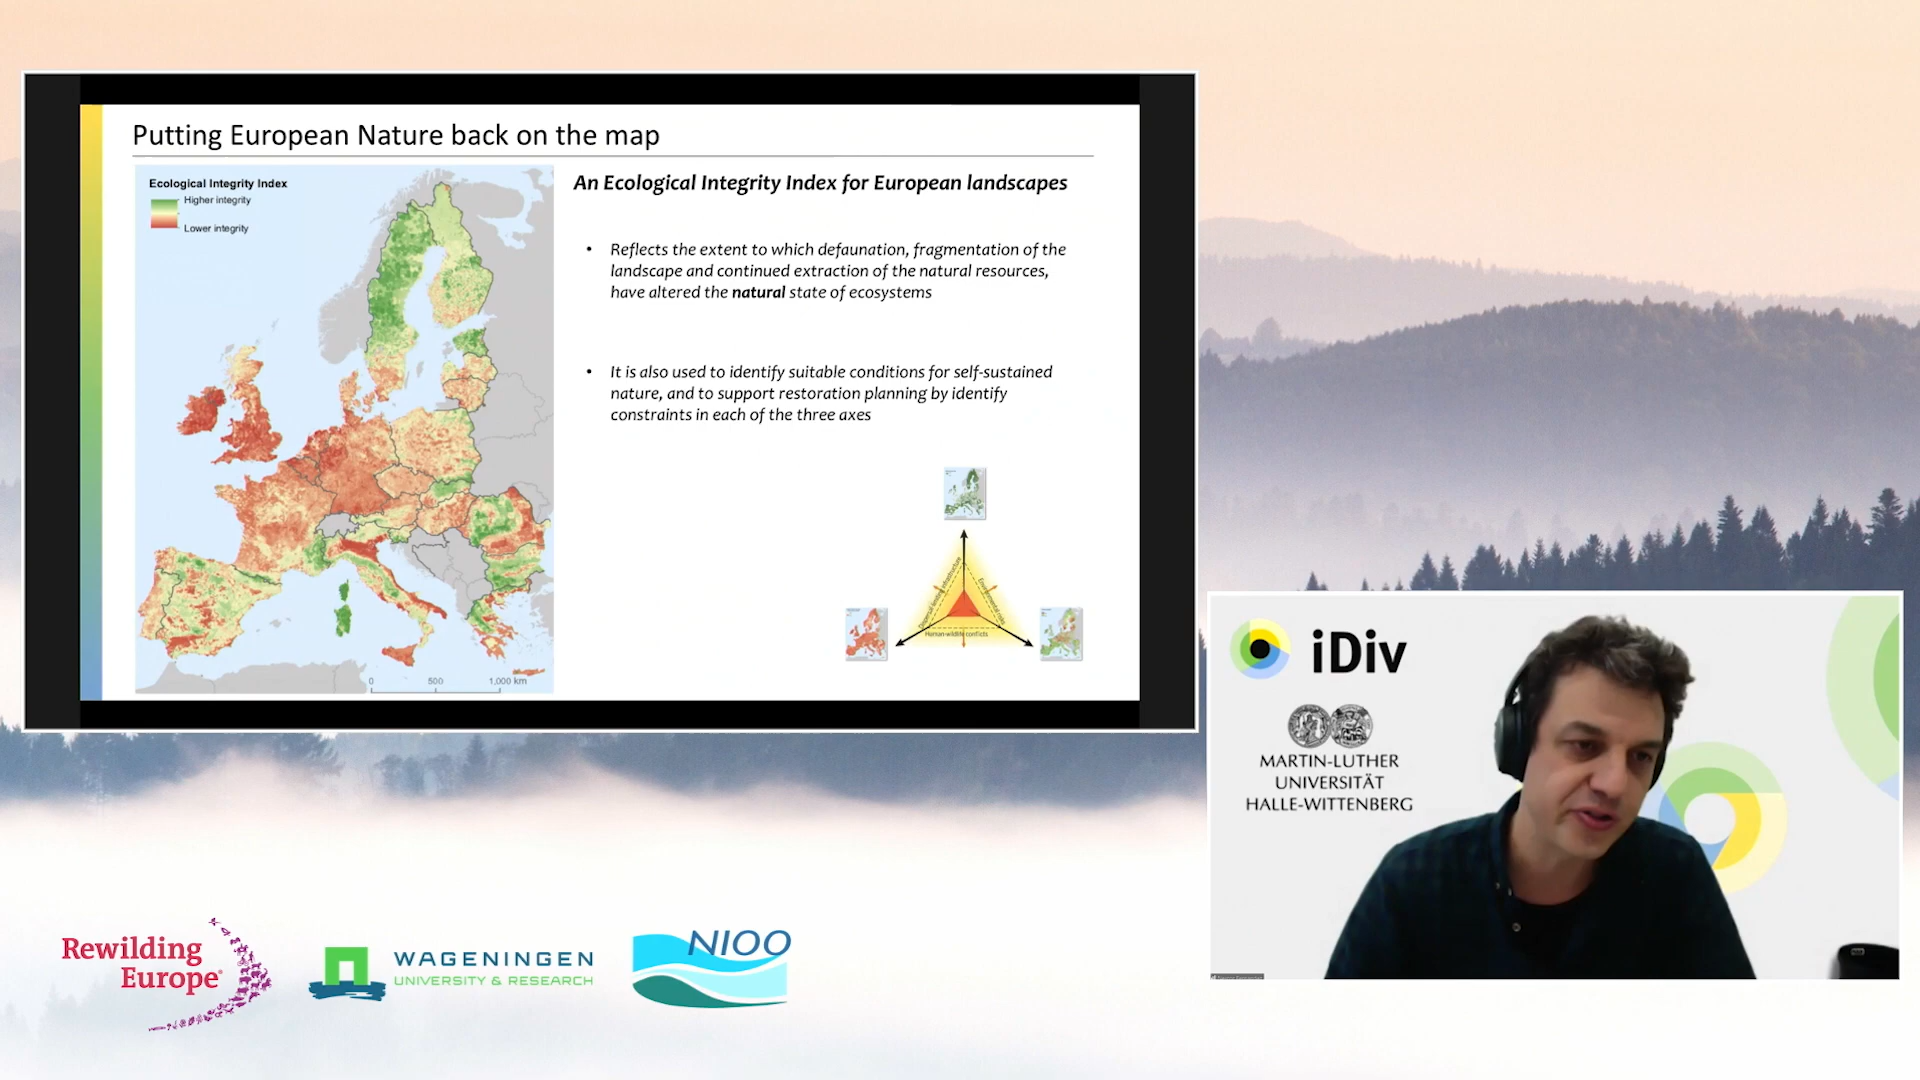 Putting European Nature back on the map
Ecological Integrity Index
Higher integrity
Lower integrity
0 500 1,000 km
An Ecological Integrity Index for European landscapes
• Reflects the extent to which defaunation, fragmentation of the
landscape and continued extraction of the natural resources,
have altered the natural state of ecosystems
• It is also used to identify suitable conditions for self-sustained
nature, and to support restoration planning by identify
constraints in each of the three axes
Human-wildlife conflicts
iDiv
MARTIN-LUTHER
UNIVERSITÄT
HALLE-WITTENBERG
Rewilding
Europe
WAGENINGEN
UNIVERSITY & RESEARCH
NIOO